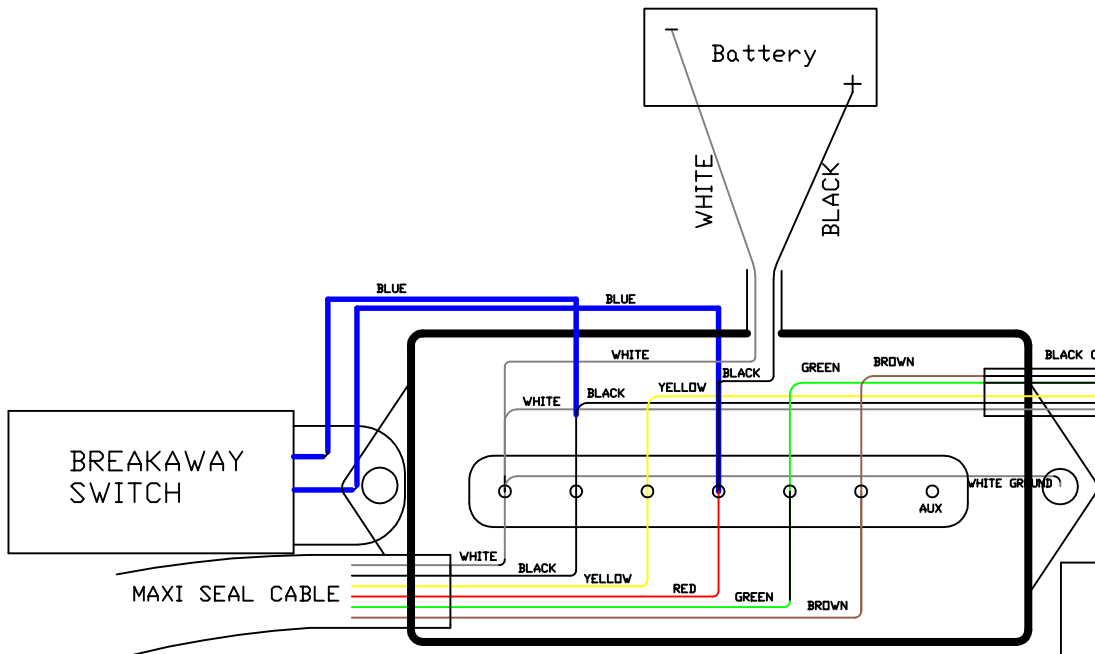 Battery
WHITE
BLACK
BLUE
BLUE
WHITE
BLACK
GREEN
BROWN
BLACK
YELLOW
BLACK
WHITE
BREAKAWAY
SWITCH
WHITE GROUND
AUX
WHITE
BLACK
YELLOW
RED
GREEN
BROWN
MAXI SEAL CABLE